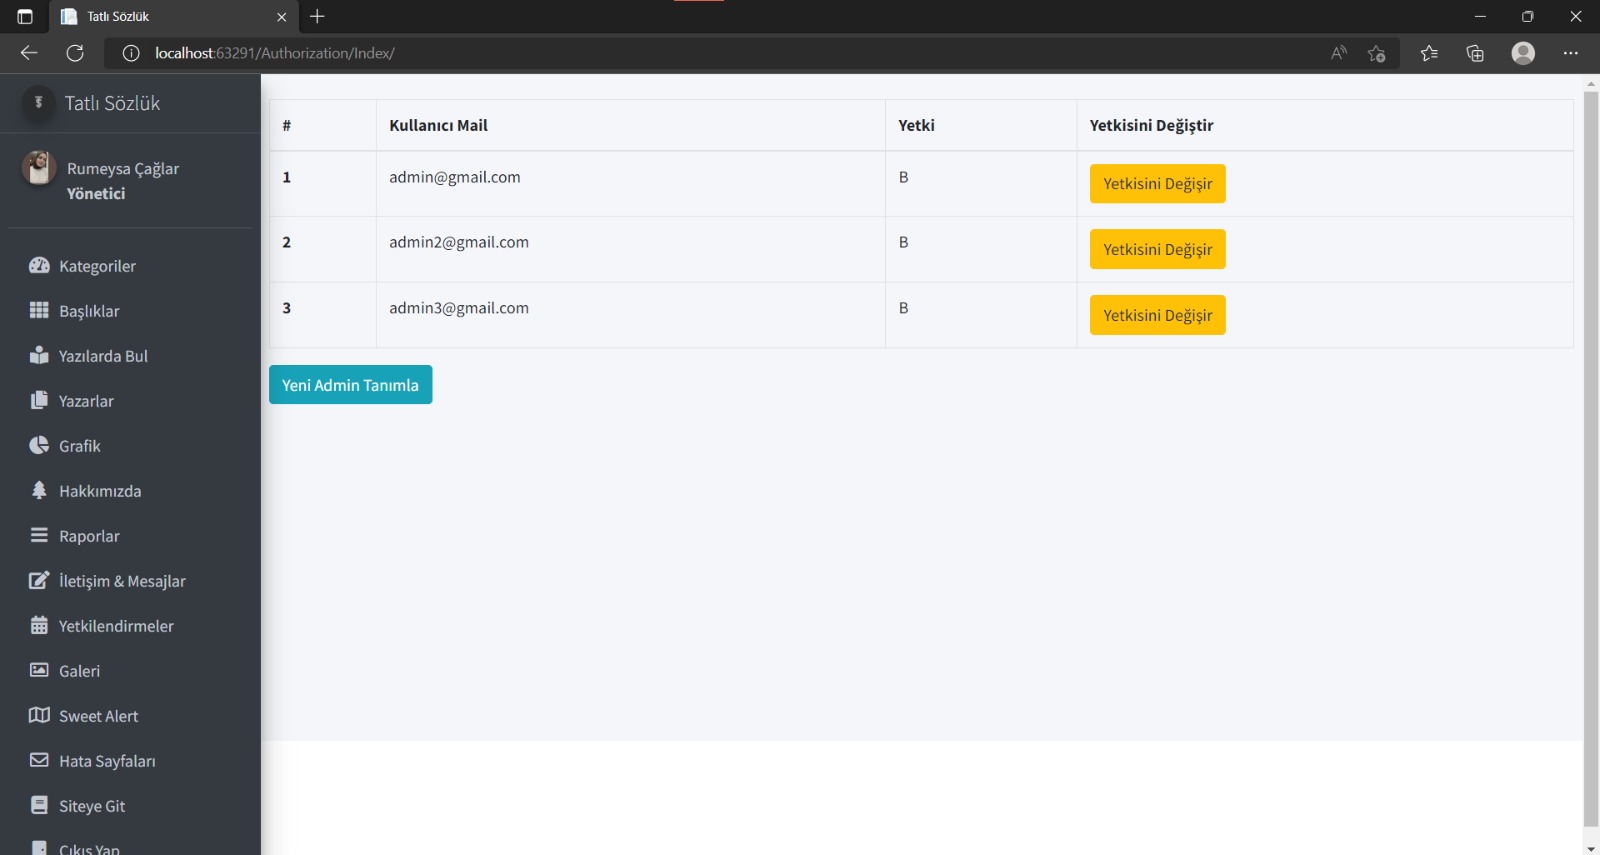 Tatlı Sözlük
localhost:63291/Authorization/Index/
Tatlı Sözlük
Rumeysa Çağlar
Yönetici
Kategoriler
Başlıklar
Yazılarda Bul
Yazarlar
Grafik
Hakkımızda
Raporlar
İletişim & Mesajlar
Yetkilendirmeler
Galeri
Sweet Alert
Hata Sayfaları
Siteye Git
Çıkış Yap
# Kullanıcı Mail Yetki Yetkisini Değiştir
1 admin@gmail.com B Yetkisini Değişir
2 admin2@gmail.com B Yetkisini Değişir
3 admin3@gmail.com B Yetkisini Değişir
Yeni Admin Tanımla